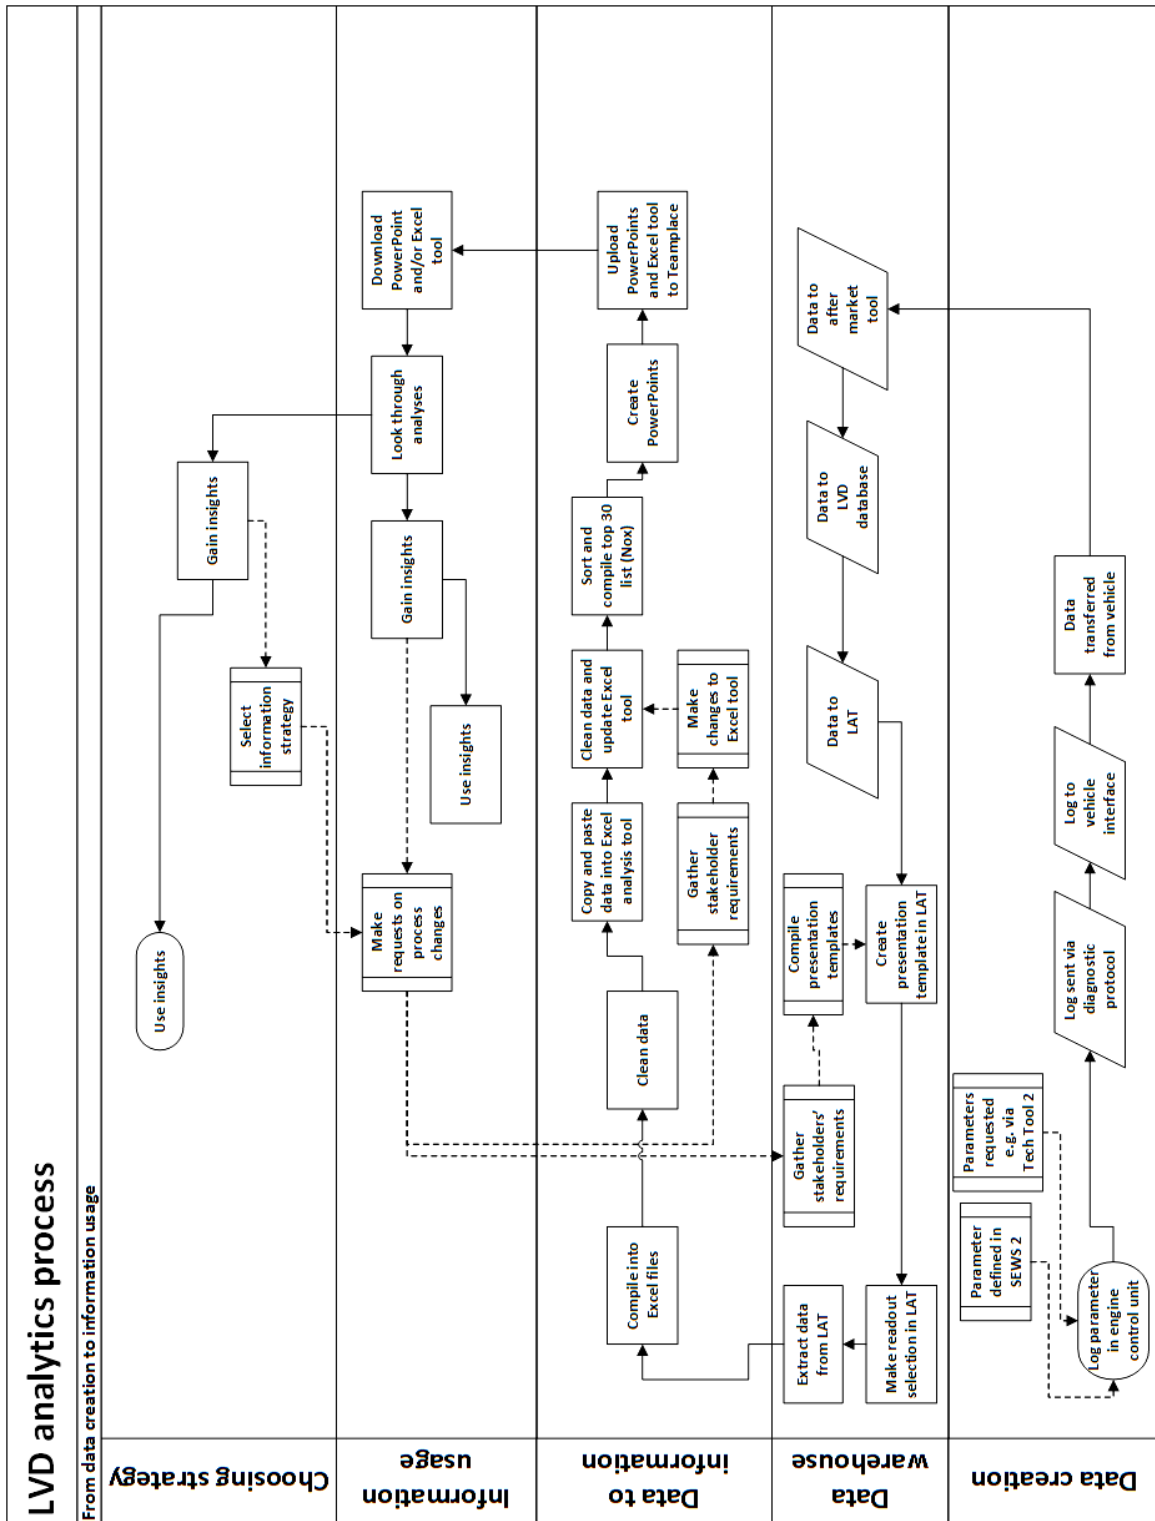 LVD analytics process
From data creation to information usage
Choosing strategy
Use insights
Select
information
strategy
Gain insights
Information
usage
Make
requests on
process
changes
Use insights
Gain insights
Look through
analyses
Download
PowerPoint
and/or Excel
tool
Data to
information
Compile into
Excel files
Clean data
Copy and paste
data into Excel
analysis tool
Clean data and
update Excel
tool
Sort and
compile top 30
list (Nox)
Create
PowerPoints
Upload
PowerPoints
and Excel tool
to Teamplace
Gather
stakeholder
requirements
Make
changes to
Excel tool
Data
warehouse
Extract data
from LAT
Make readout
selection in LAT
Gather
stakeholders’
requirements
Compile
presentation
templates
Create
presentation
template in LAT
Data to
LAT
Data to
LVD
database
Data to
after
market
tool
Data creation
Log parameter
in engine
control unit
Parameter
defined in
SEWS 2
Parameters
requested
e.g. via
Tech Tool 2
Log sent via
diagnostic
protocol
Log to
vehicle
interface
Data
transferred
from vehicle